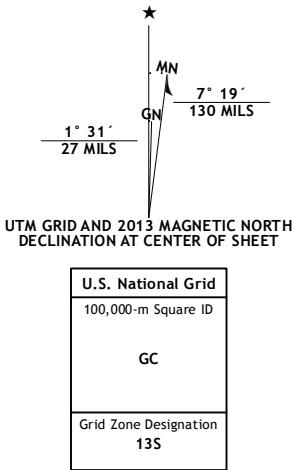 ★
MN
7° 19´
130 MILS
GN
1° 31´
27 MILS
UTM GRID AND 2013 MAGNETIC NORTH
DECLINATION AT CENTER OF SHEET
U.S. National Grid
100,000-m Square ID
GC
Grid Zone Designation
13S